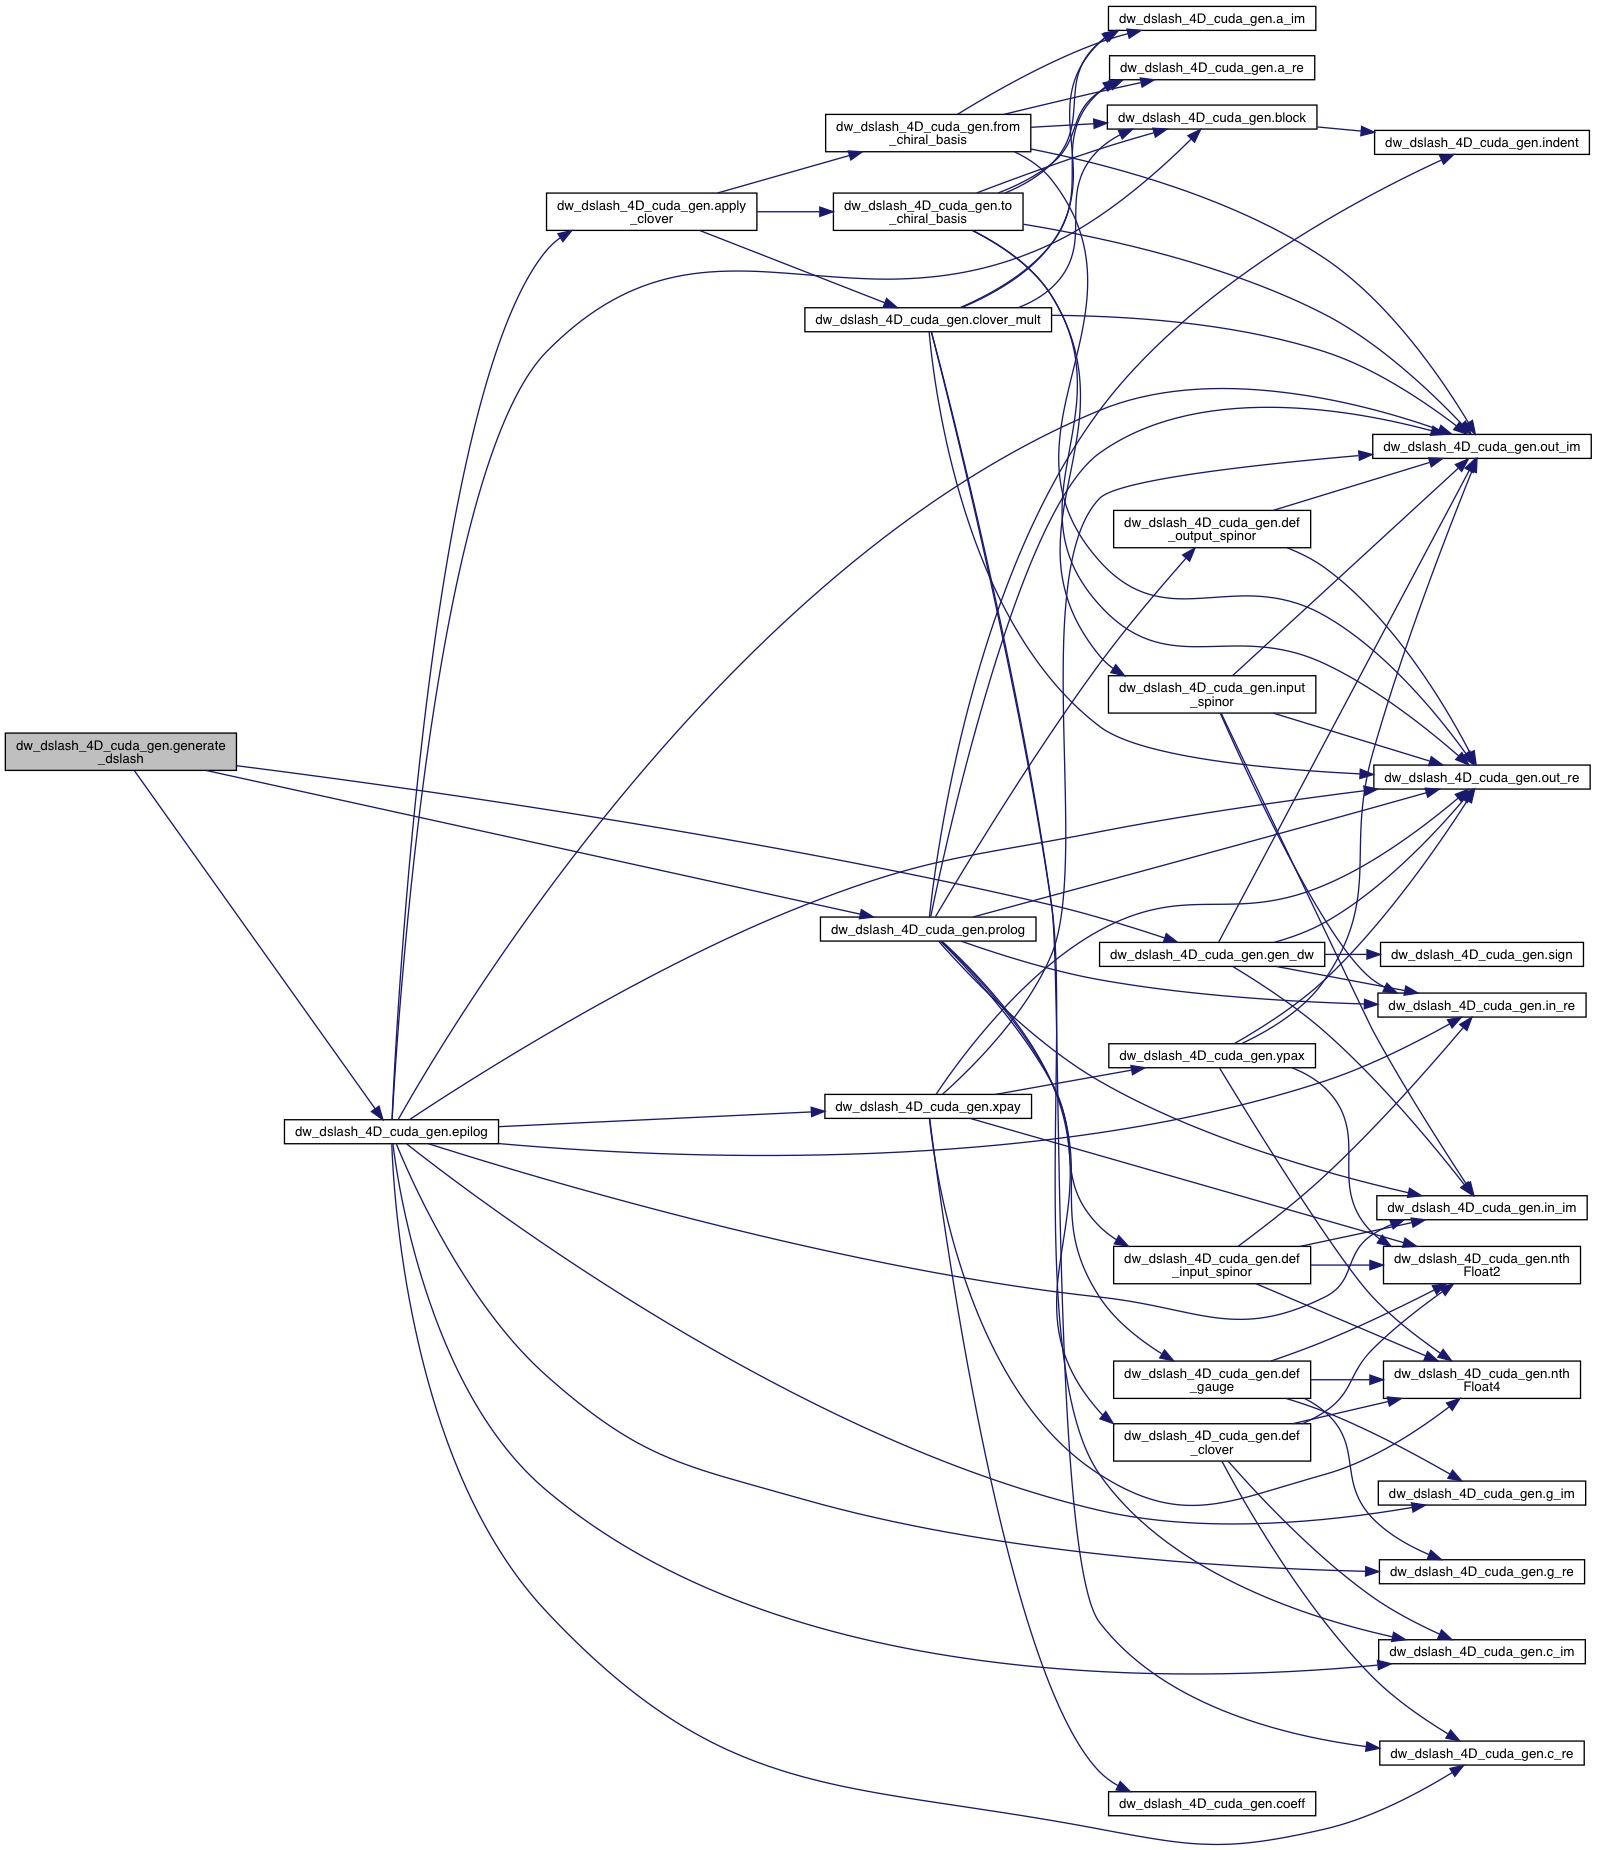 dw_dslash_4D_cuda_gen.a_im
dw_dslash_4D_cuda_gen.a_re
dw_dslash_4D_cuda_gen.from
_chiral_basis
dw_dslash_4D_cuda_gen.block
dw_dslash_4D_cuda_gen.indent
dw_dslash_4D_cuda_gen.apply
_clover
dw_dslash_4D_cuda_gen.to
_chiral_basis
dw_dslash_4D_cuda_gen.clover_mult
dw_dslash_4D_cuda_gen.out_im
dw_dslash_4D_cuda_gen.def
_output_spinor
dw_dslash_4D_cuda_gen.input
_spinor
dw_dslash_4D_cuda_gen.generate
_dslash
dw_dslash_4D_cuda_gen.out_re
dw_dslash_4D_cuda_gen.prolog
dw_dslash_4D_cuda_gen.gen_dw
dw_dslash_4D_cuda_gen.sign
dw_dslash_4D_cuda_gen.in_re
dw_dslash_4D_cuda_gen.ypax
dw_dslash_4D_cuda_gen.xpay
dw_dslash_4D_cuda_gen.epilog
dw_dslash_4D_cuda_gen.in_im
dw_dslash_4D_cuda_gen.def
_input_spinor
dw_dslash_4D_cuda_gen.nth
Float2
dw_dslash_4D_cuda_gen.def
_gauge
dw_dslash_4D_cuda_gen.nth
Float4
dw_dslash_4D_cuda_gen.def
_clover
dw_dslash_4D_cuda_gen.g_im
dw_dslash_4D_cuda_gen.g_re
dw_dslash_4D_cuda_gen.c_im
dw_dslash_4D_cuda_gen.c_re
dw_dslash_4D_cuda_gen.coeff